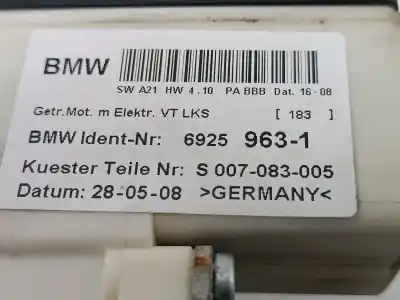 BMW
SW A21 HW 4.10 PA BBB Dat. 16-08
Getr.Mot. m Elektr. VT LKS [ 183 ]
BMW Ident-Nr: 6925 963-1
Kuester Teile Nr: S 007-083-005
Datum: 28-05-08 >GERMANY<